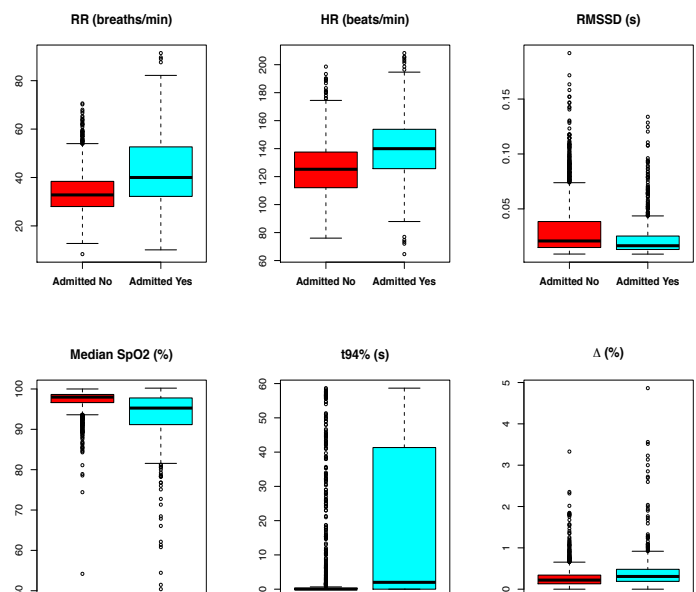 RR (breaths/min)
HR (beats/min)
RMSSD (s)
20
40
60
80
60
80
100
120
140
160
180
200
0.05
0.10
0.15
Admitted No
Admitted Yes
Admitted No
Admitted Yes
Admitted No
Admitted Yes
Median SpO2 (%)
t94% (s)
Δ (%)
60
70
80
90
100
0
10
20
30
40
50
60
0
1
2
3
4
5